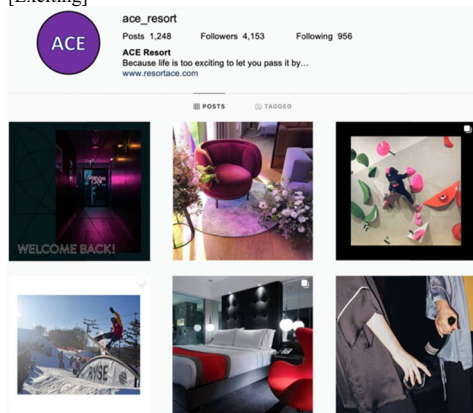 [Exciting]
ACE
ace_resort
Posts 1,248 Followers 4,153 Following 956
ACE Resort
Because life is too exciting to let you pass it by…
www.resortace.com
POSTS TAGGED
WELCOME BACK!
RYSE